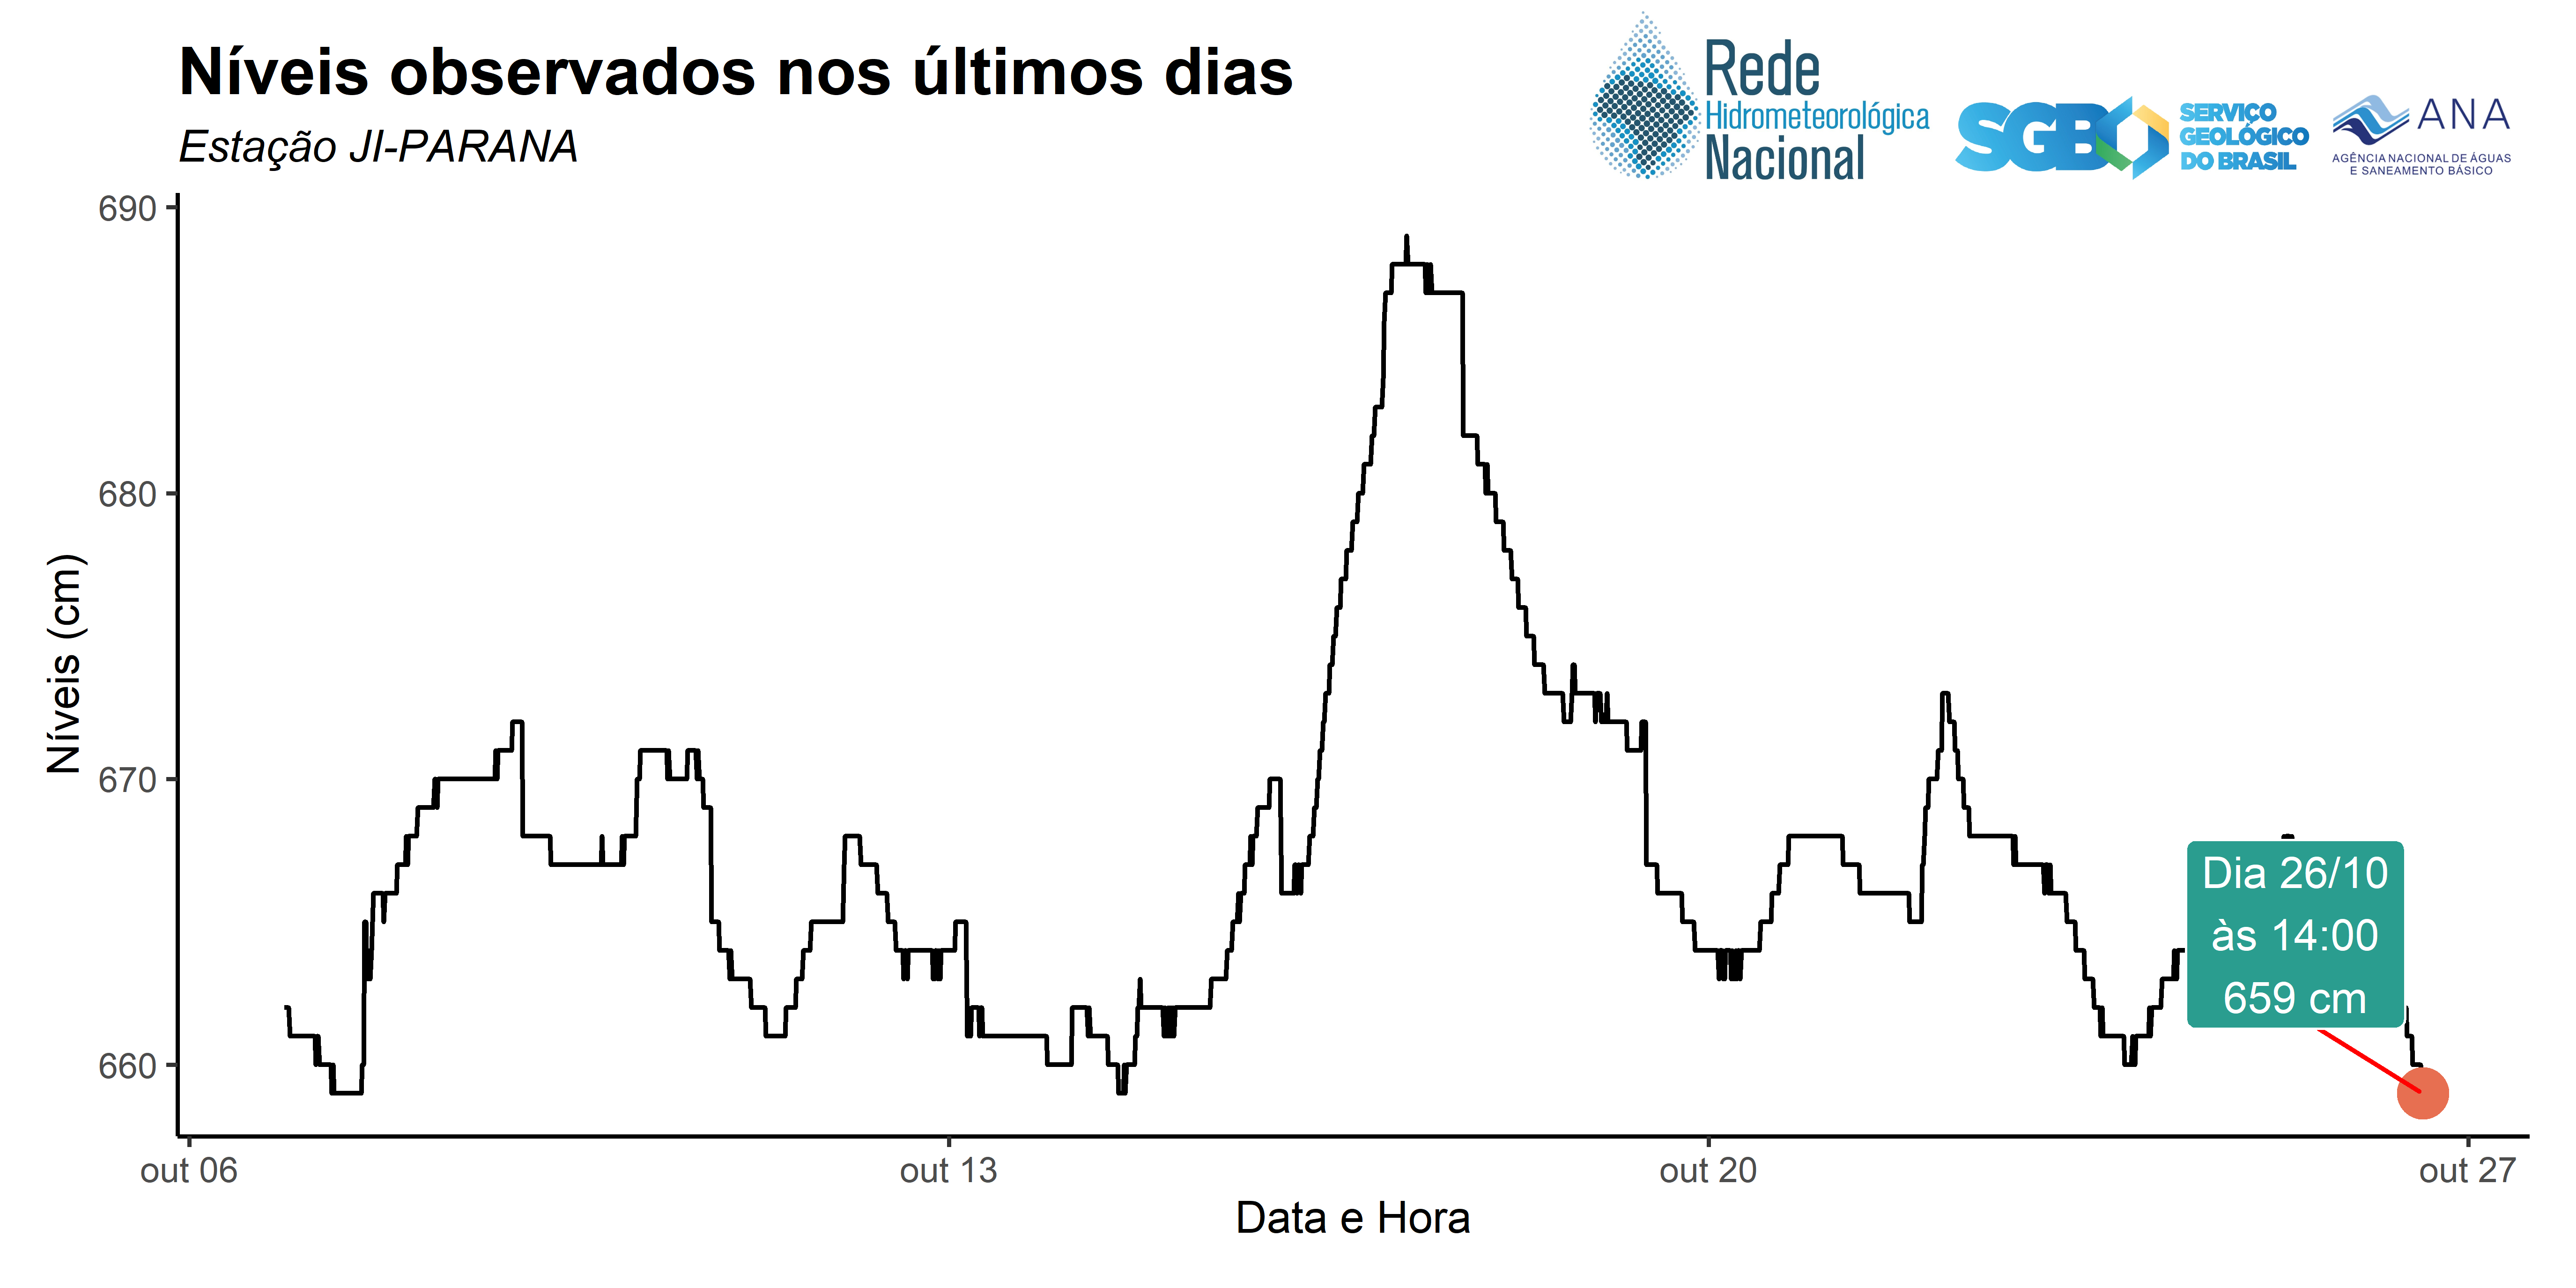 Níveis observados nos últimos dias
Estação JI-PARANA
Rede
Hidrometeorológica
Nacional
SGB
SERVIÇO
GEOLÓGICO
DO BRASIL
ANA
AGÊNCIA NACIONAL DE ÁGUAS
E SANEAMENTO BÁSICO
690
680
670
660
Níveis (cm)
Dia 26/10
às 14:00
659 cm
out 06
out 13
out 20
out 27
Data e Hora